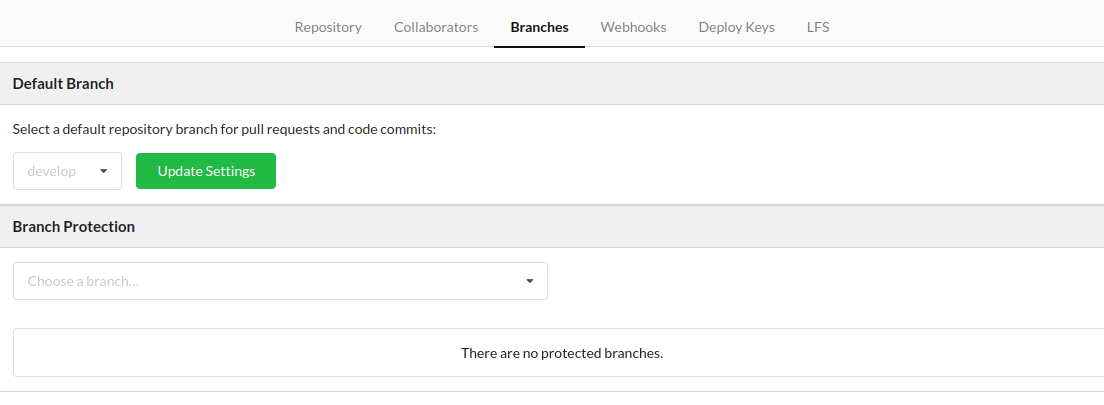 Repository Collaborators Branches Webhooks Deploy Keys LFS
Default Branch
Select a default repository branch for pull requests and code commits:
develop Update Settings
Branch Protection
Choose a branch...
There are no protected branches.